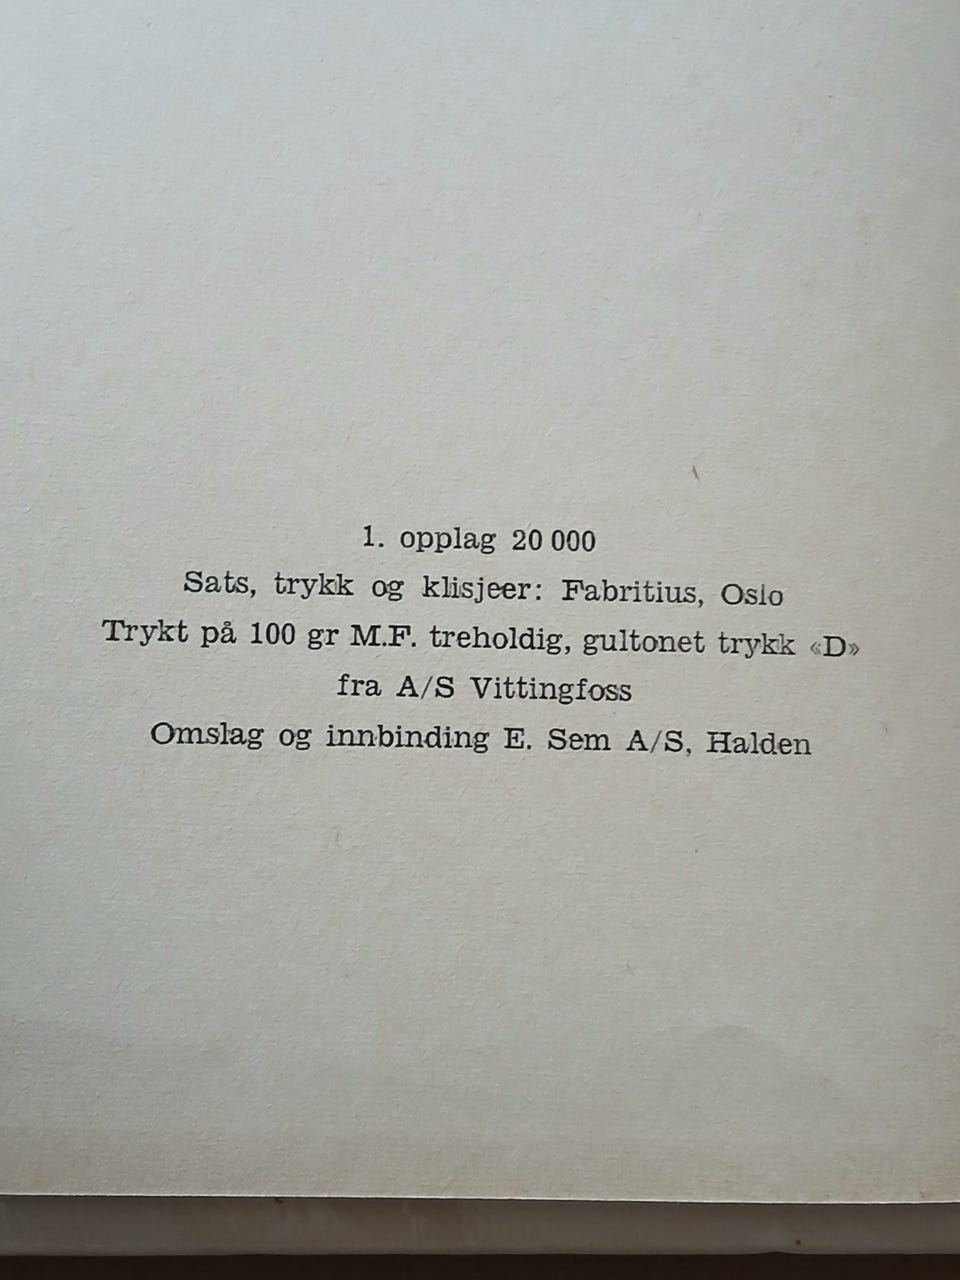 1. opplag 20 000
Sats, trykk og klisjeer: Fabritius, Oslo
Trykt på 100 gr M.F. treholdig, gultonet trykk «D»
fra A/S Vittingfoss
Omslag og innbinding E. Sem A/S, Halden